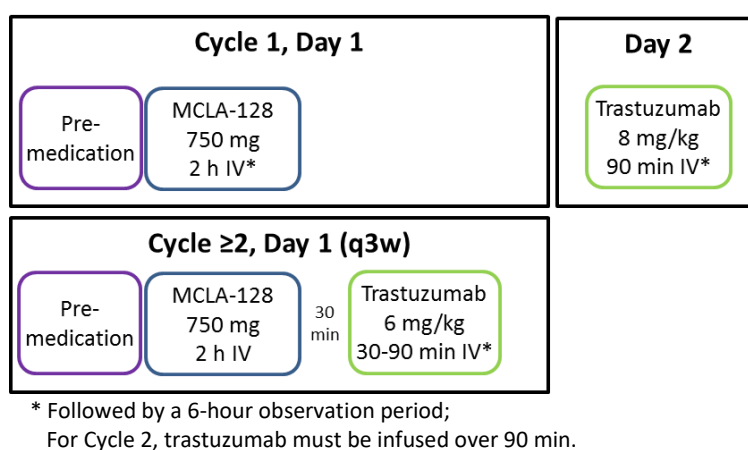 Cycle 1, Day 1
Pre-
medication
MCLA-128
750 mg
2 h IV*
Day 2
Trastuzumab
8 mg/kg
90 min IV*
Cycle ≥2, Day 1 (q3w)
Pre-
medication
MCLA-128
750 mg
2 h IV
30
min
Trastuzumab
6 mg/kg
30-90 min IV*
* Followed by a 6-hour observation period;
For Cycle 2, trastuzumab must be infused over 90 min.